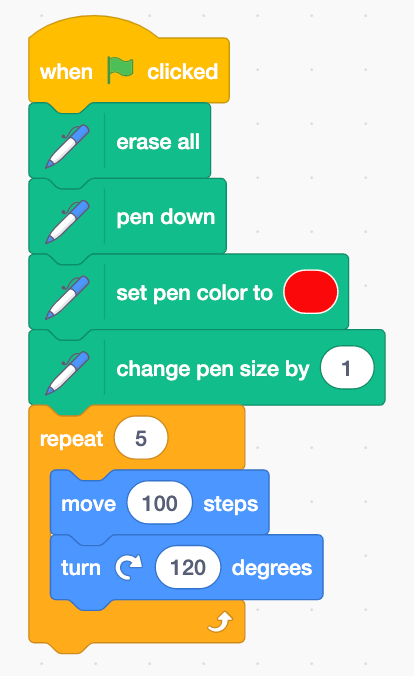 when clicked
erase all
pen down
set pen color to
change pen size by 1
repeat 5
move 100 steps
turn 120 degrees